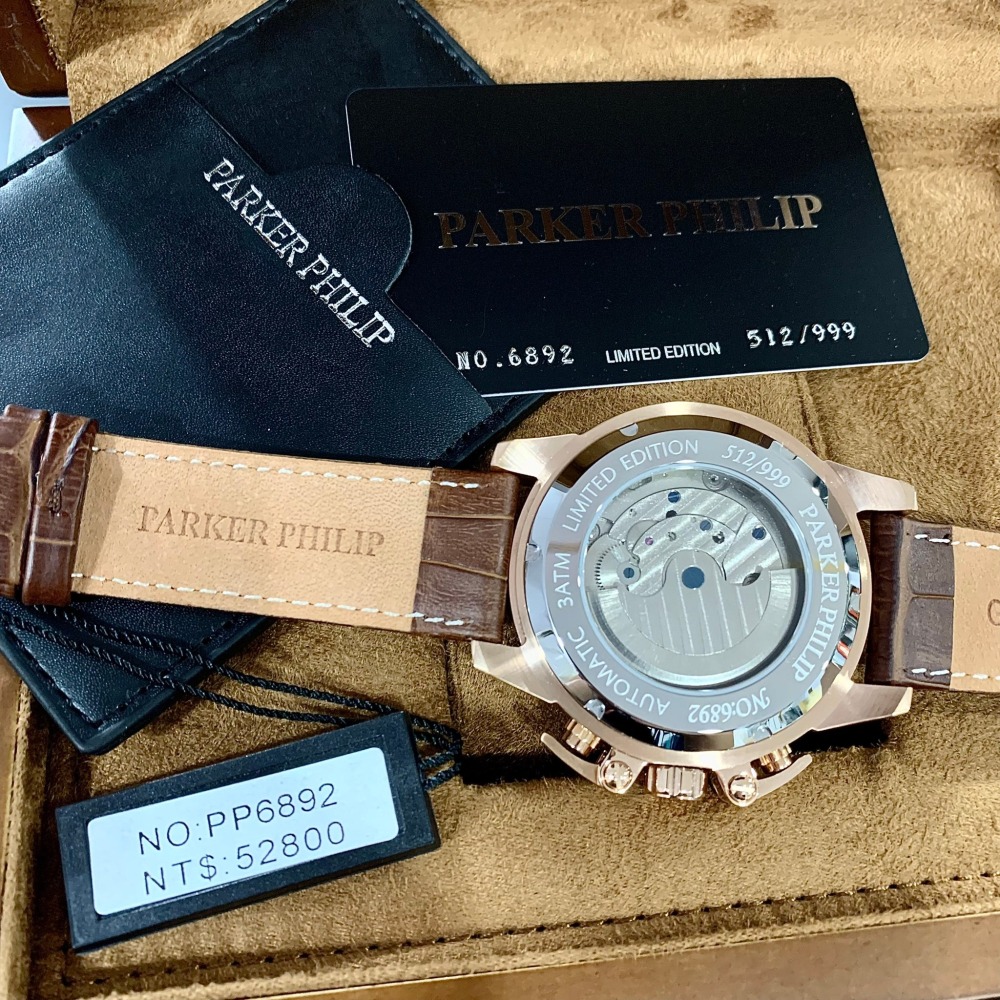 PARKER PHILIP
PARKER PHILIP
NO.6892 LIMITED EDITION 512/999
PARKER PHILIP
3ATM LIMITED EDITION 512/999 PARKER PHILIP NO:6892 AUTOMATIC
NO:PP6892
NT$:52800